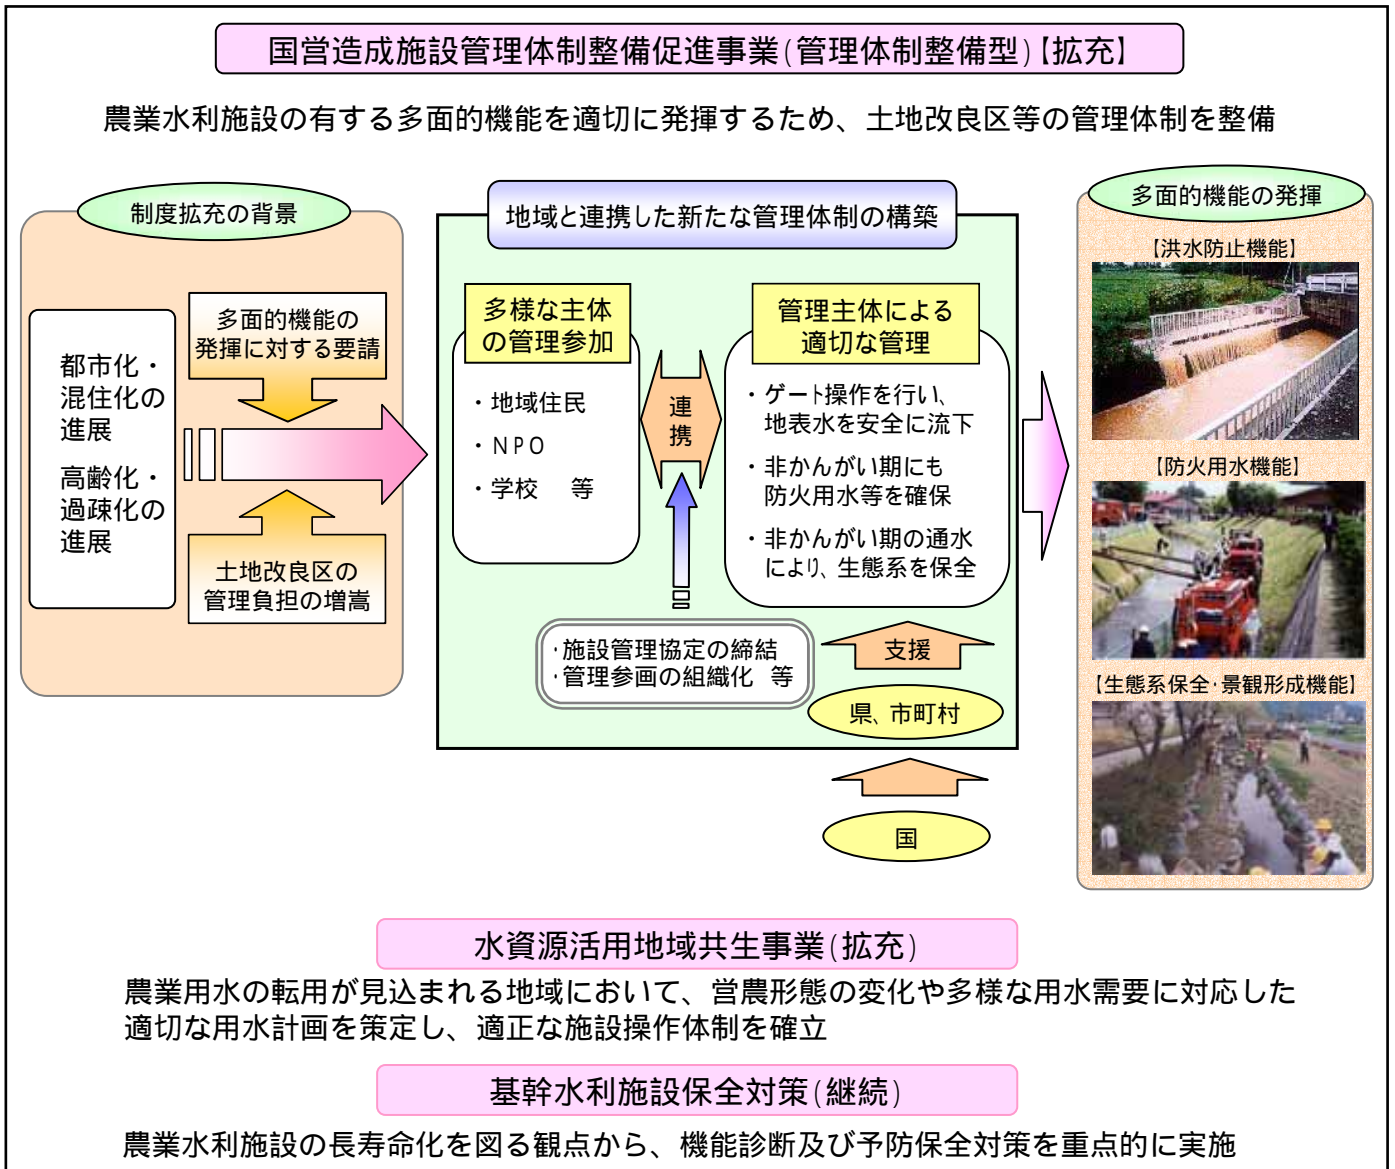 国営造成施設管理体制整備促進事業(管理体制整備型)【拡充】
農業水利施設の有する多面的機能を適切に発揮するため、土地改良区等の管理体制を整備
制度拡充の背景
都市化・
混住化の
進展
高齢化・
過疎化の
進展
多面的機能の
発揮に対する要請
土地改良区の
管理負担の増嵩
地域と連携した新たな管理体制の構築
多様な主体
の管理参加
・地域住民
・NPO
・学校 等
連
携
管理主体による
適切な管理
・ゲート操作を行い、
地表水を安全に流下
・非かんがい期にも
防火用水等を確保
・非かんがい期の通水
により、生態系を保全
・施設管理協定の締結
・管理参画の組織化 等
支援
県、市町村
国
多面的機能の発揮
【洪水防止機能】
【防火用水機能】
【生態系保全・景観形成機能】
水資源活用地域共生事業(拡充)
農業用水の転用が見込まれる地域において、営農形態の変化や多様な用水需要に対応した
適切な用水計画を策定し、適正な施設操作体制を確立
基幹水利施設保全対策(継続)
農業水利施設の長寿命化を図る観点から、機能診断及び予防保全対策を重点的に実施